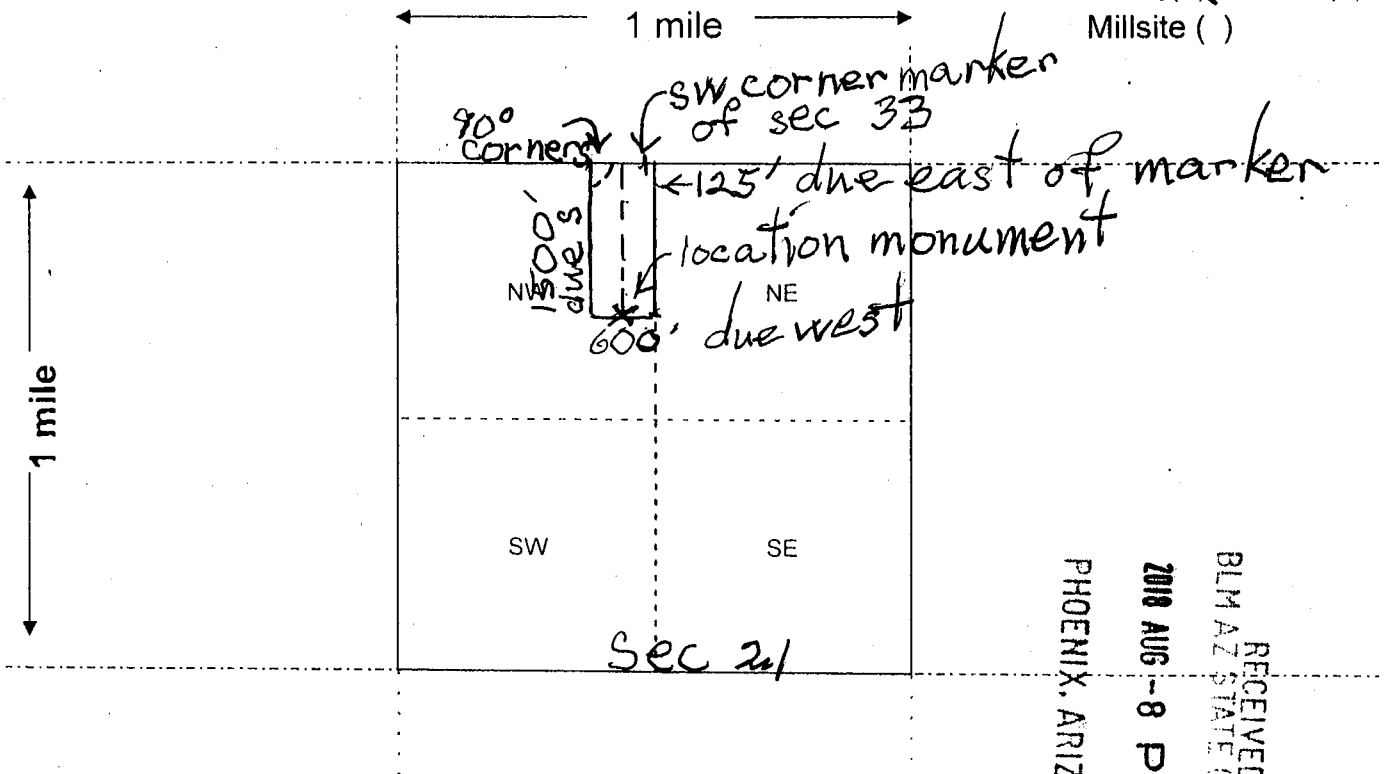 1 mile
Millsite ( )
SW corner marker
of sec 33
90°
corners
←125' due east of marker
1500'
due s
location monument
NW
NE
600' due west
1 mile
SW
SE
Sec 21
RECEIVED
BLM AZ STATE
2018 AUG -8 P
PHOENIX, ARIZ